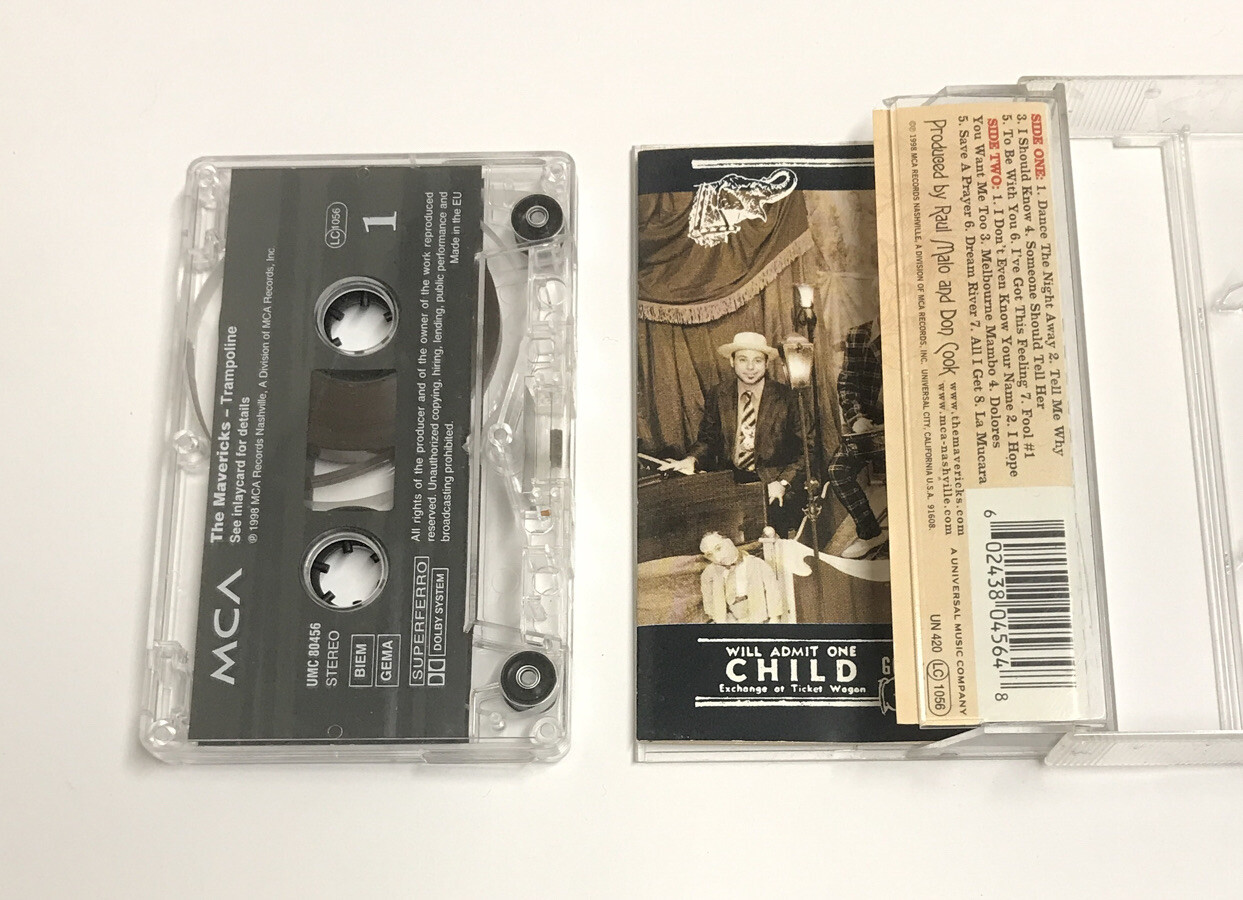 MCA
The Mavericks – Trampoline
See inlaycard for details
℗ 1998 MCA Records Nashville, A Division of MCA Records, Inc
UMC 80456
STEREO
BIEM
GEMA
LC 1056
1
SUPERFERRO
DOLBY SYSTEM
All rights of the producer and of the owner of the work reproduced
reserved. Unauthorized copying, hiring, lending, public performance and
broadcasting prohibited.
Made in the EU
WILL ADMIT ONE
CHILD
Exchange at Ticket Wagon
SIDE ONE: 1. Dance The Night Away 2. Tell Me Why
3. I Should Know 4. Someone Should Tell Her
5. To Be With You 6. I've Got This Feeling 7. Fool #1
SIDE TWO: 1. I Don't Even Know Your Name 2. I Hope
You Want Me Too 3. Melbourne Mambo 4. Dolores
5. Save A Prayer 6. Dream River 7. All I Get 8. La Mucara
Produced by Raul Malo and Don Cook
www.themavericks.com
www.mca-nashville.com
℗© 1998 MCA RECORDS NASHVILLE, A DIVISION OF MCA RECORDS, INC. UNIVERSAL CITY, CALIFORNIA U.S.A. 91608.
A UNIVERSAL MUSIC COMPANY
UN 420
LC 1056
6 02438 04564 8